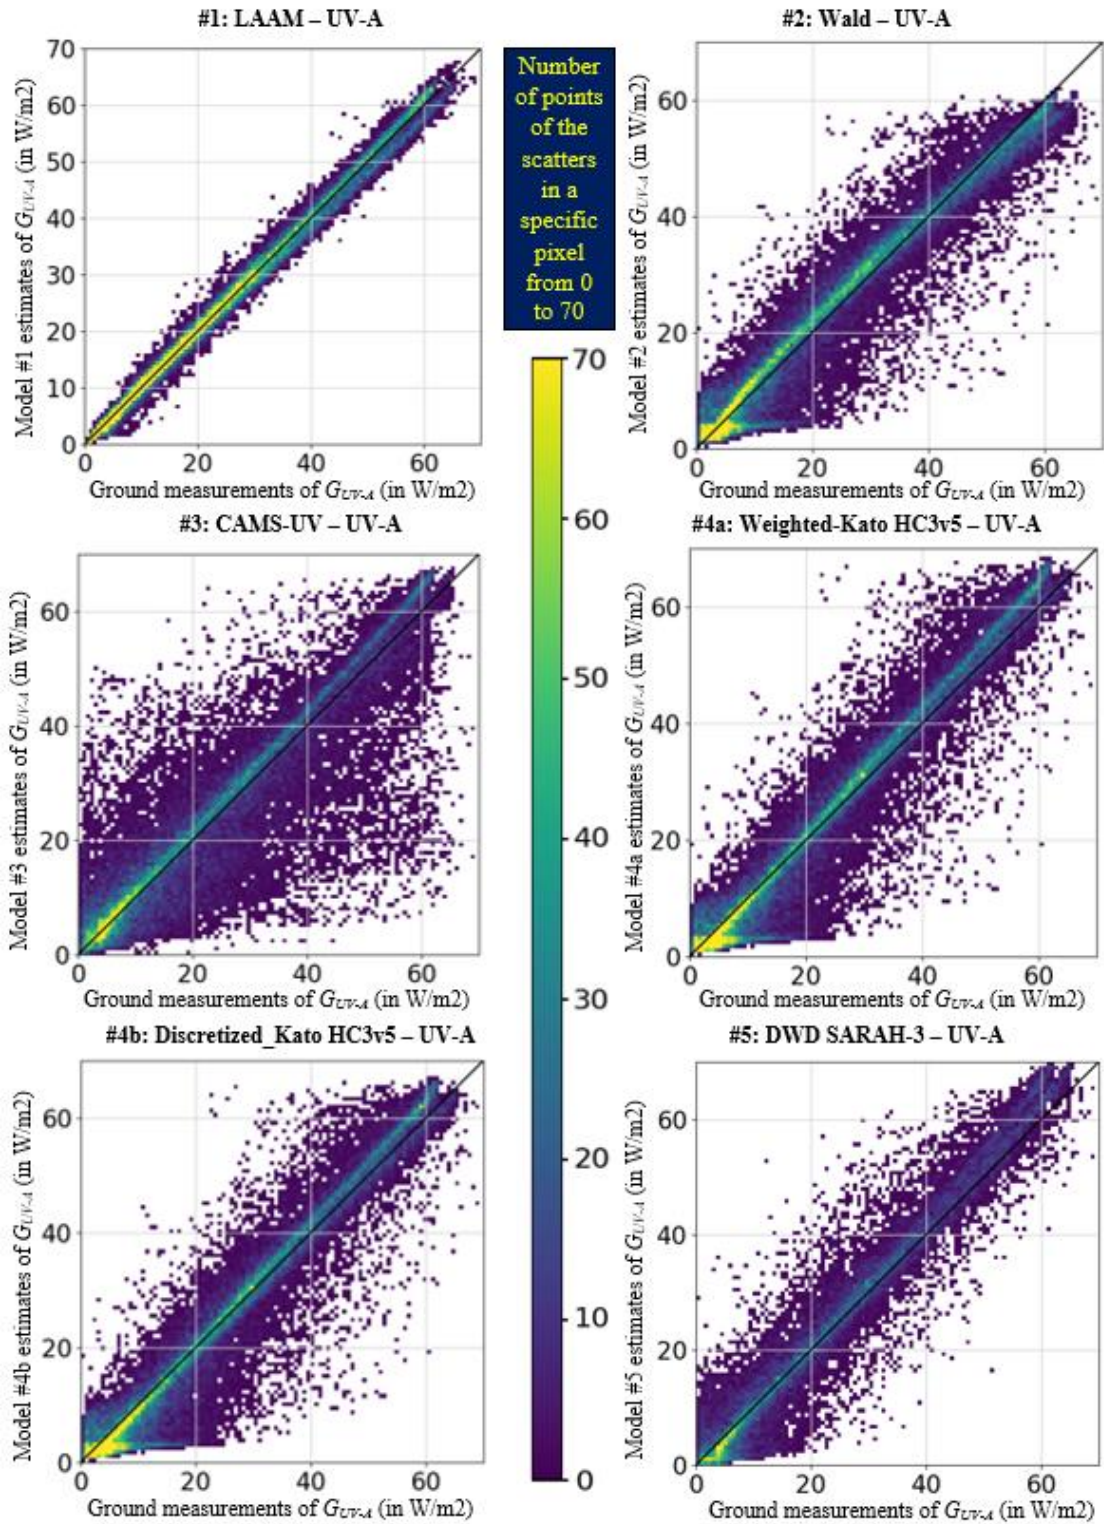 #1: LAAM – UV-A
Model #1 estimates of G_UV-A (in W/m2)
70
60
50
40
30
20
10
0
0
20
40
60
Ground measurements of G_UV-A (in W/m2)
Number
of points
of the
scatters
in a
specific
pixel
from 0
to 70
#2: Wald – UV-A
Model #2 estimates of G_UV-A (in W/m2)
60
40
20
0
0
20
40
60
Ground measurements of G_UV-A (in W/m2)
70
60
50
40
30
20
10
0
#3: CAMS-UV – UV-A
Model #3 estimates of G_UV-A (in W/m2)
60
40
20
0
0
20
40
60
Ground measurements of G_UV-A (in W/m2)
#4a: Weighted-Kato HC3v5 – UV-A
Model #4a estimates of G_UV-A (in W/m2)
60
40
20
0
0
20
40
60
Ground measurements of G_UV-A (in W/m2)
#4b: Discretized_Kato HC3v5 – UV-A
Model #4b estimates of G_UV-A (in W/m2)
60
40
20
0
0
20
40
60
Ground measurements of G_UV-A (in W/m2)
#5: DWD SARAH-3 – UV-A
Model #5 estimates of G_UV-A (in W/m2)
60
40
20
0
0
20
40
60
Ground measurements of G_UV-A (in W/m2)